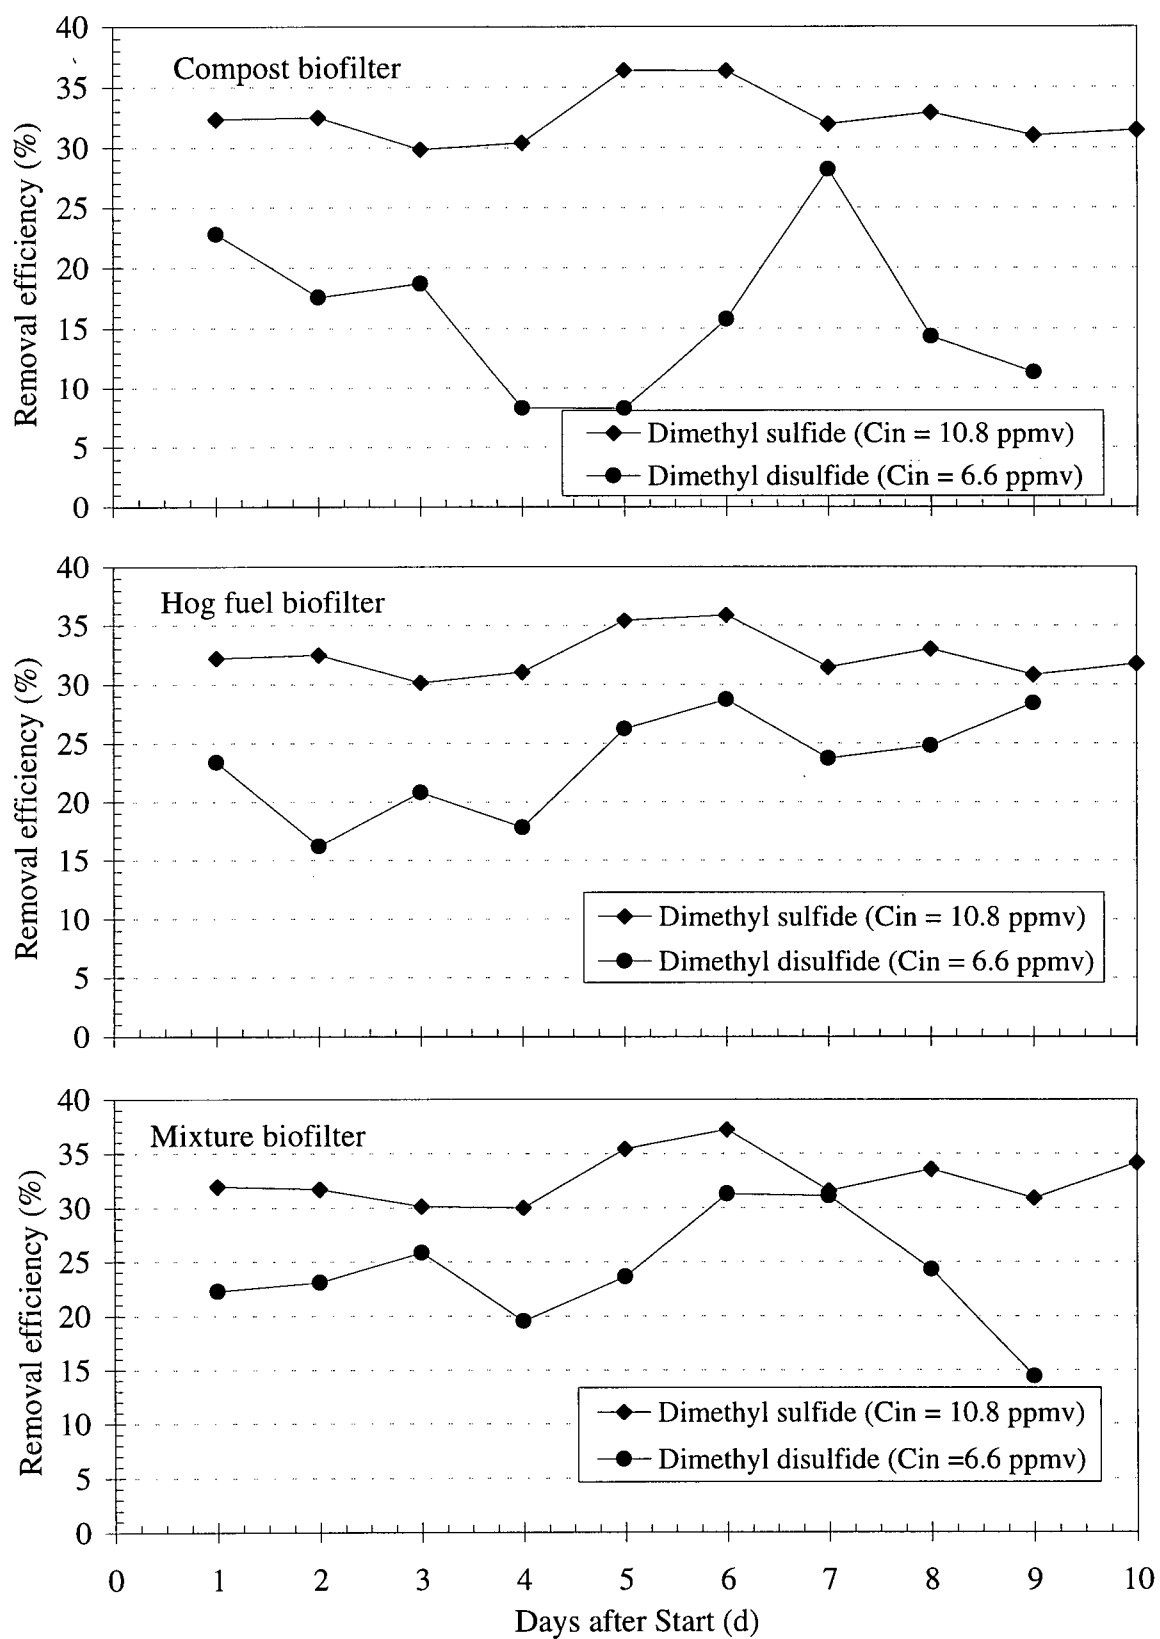 40
Compost biofilter
35
30
25
20
15
10
5
0
Removal efficiency (%)
Dimethyl sulfide (Cin = 10.8 ppmv)
Dimethyl disulfide (Cin = 6.6 ppmv)
40
Hog fuel biofilter
35
30
25
20
15
10
5
0
Removal efficiency (%)
Dimethyl sulfide (Cin = 10.8 ppmv)
Dimethyl disulfide (Cin = 6.6 ppmv)
40
Mixture biofilter
35
30
25
20
15
10
5
0
Removal efficiency (%)
Dimethyl sulfide (Cin = 10.8 ppmv)
Dimethyl disulfide (Cin =6.6 ppmv)
0 1 2 3 4 5 6 7 8 9 10
Days after Start (d)